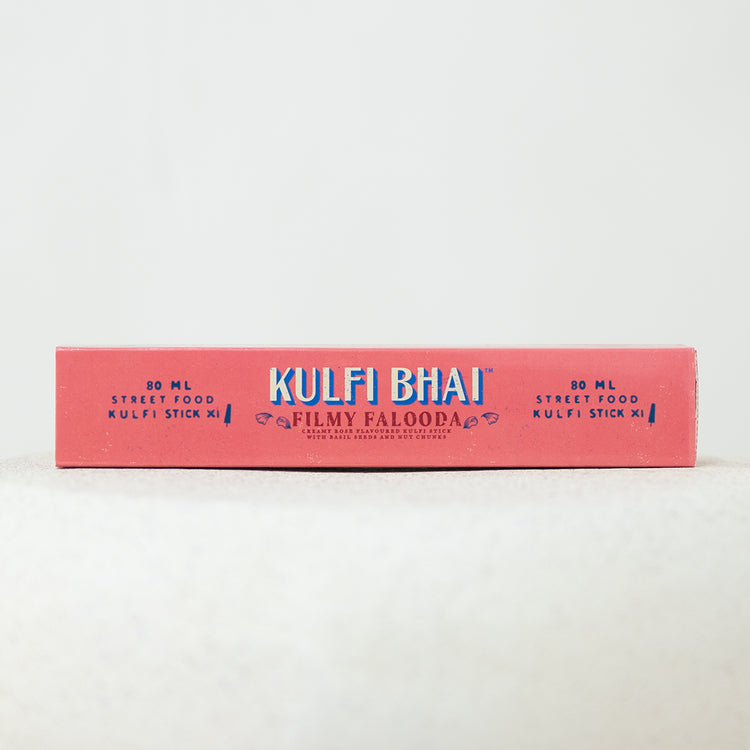 80 ML
STREET FOOD
KULFI STICK X1
KULFI BHAI™
FILMY FALOODA
CREAMY ROSE FLAVOURED KULFI STICK
WITH BASIL SEEDS AND NUT CHUNKS
80 ML
STREET FOOD
KULFI STICK X1